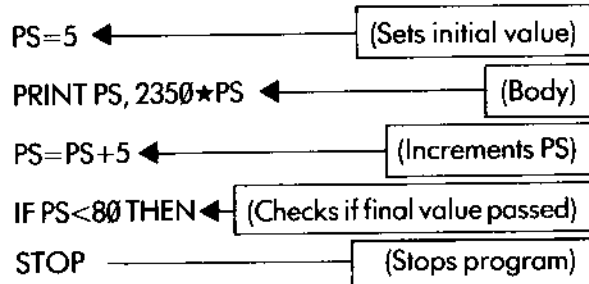 PS=5 (Sets initial value)
PRINT PS, 235Ø★PS (Body)
PS=PS+5 (Increments PS)
IF PS<8Ø THEN (Checks if final value passed)
STOP (Stops program)